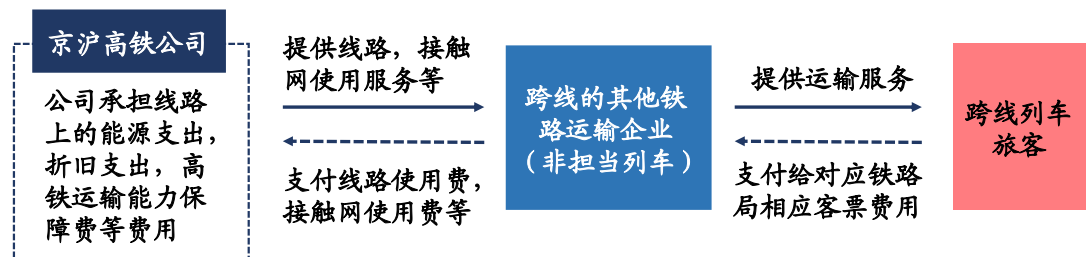 京沪高铁公司
公司承担线路
上的能源支出，
折旧支出，高
铁运输能力保
障费等费用
提供线路，接触
网使用服务等
支付线路使用费，
接触网使用费等
跨线的其他铁
路运输企业
（非担当列车）
提供运输服务
支付给对应铁路
局相应客票费用
跨线列车
旅客